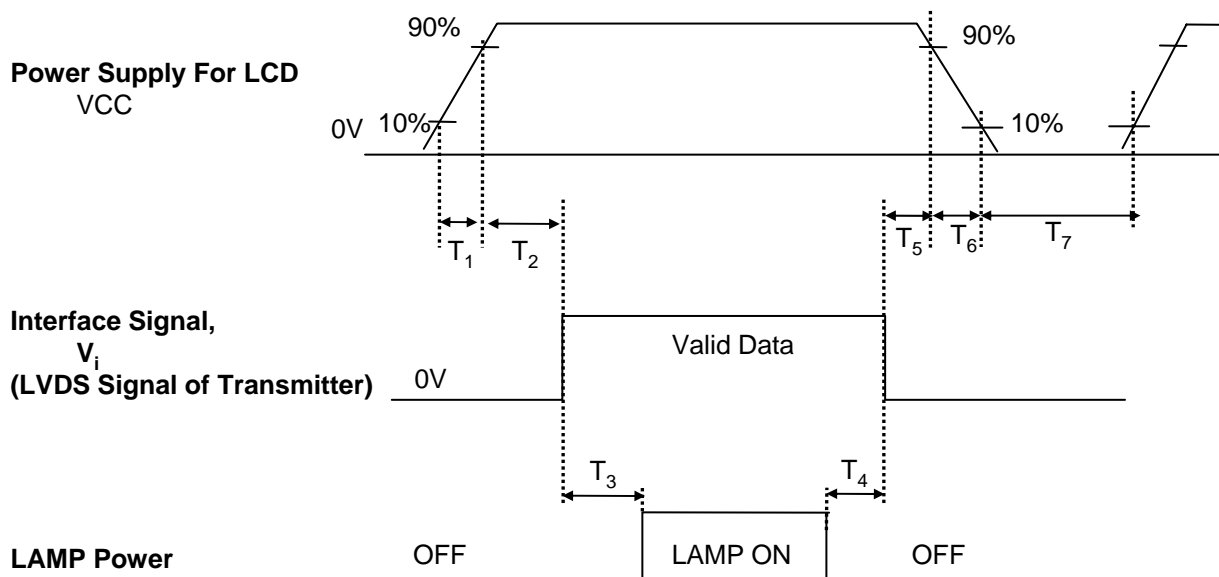 90%
90%
Power Supply For LCD
VCC
0V 10%
10%
T1
T2
T5
T6
T7
Interface Signal,
Vi
(LVDS Signal of Transmitter)
Valid Data
0V
T3
T4
LAMP Power
OFF
LAMP ON
OFF